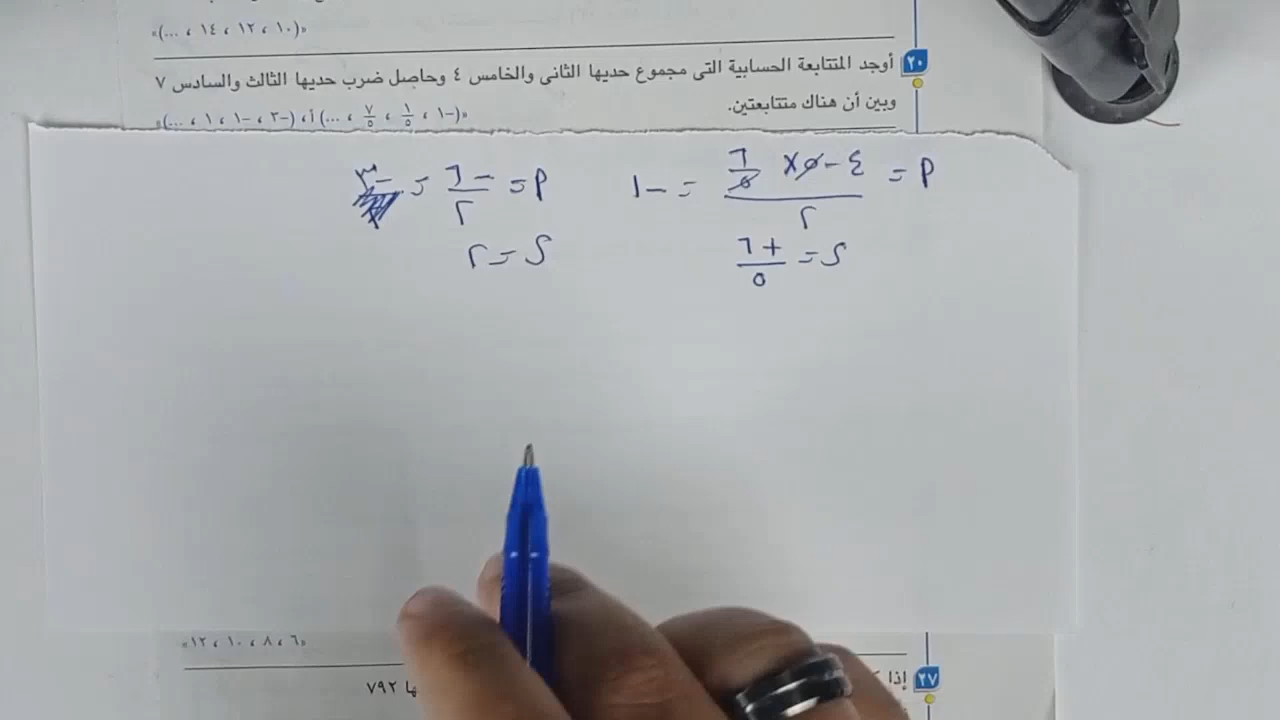 «(١٠ ، ١٢ ، ١٤ ، ...)»
٢٠ أوجد المتتابعة الحسابية التى مجموع حديها الثانى والخامس ٤ وحاصل ضرب حديها الثالث والسادس ٧
وبين أن هناك متتابعتين.
«(-١ ، ١/٥ ، ٧/٥ ، ...) أ، (-٣ ، -١ ، ١ ، ...)»
P = (٤ - ٥ × ٦/٥) / ٢ = -١
P = -٦/٢ = -٣
s = +٦/٥
s = ٢
«٦ ، ٨ ، ١٠ ، ١٢»
٢٧ إذا
ها ٧٩٢